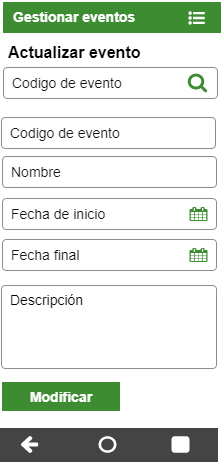 Gestionar eventos
Actualizar evento
Codigo de evento
Codigo de evento
Nombre
Fecha de inicio
Fecha final
Descripción
Modificar